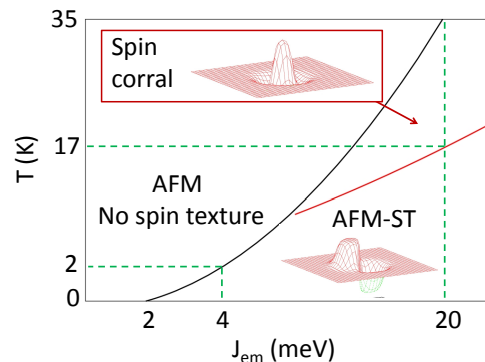 35
Spin
corral
T (K)
17
AFM
No spin texture
AFM-ST
2
0
2 4 20
J_em (meV)